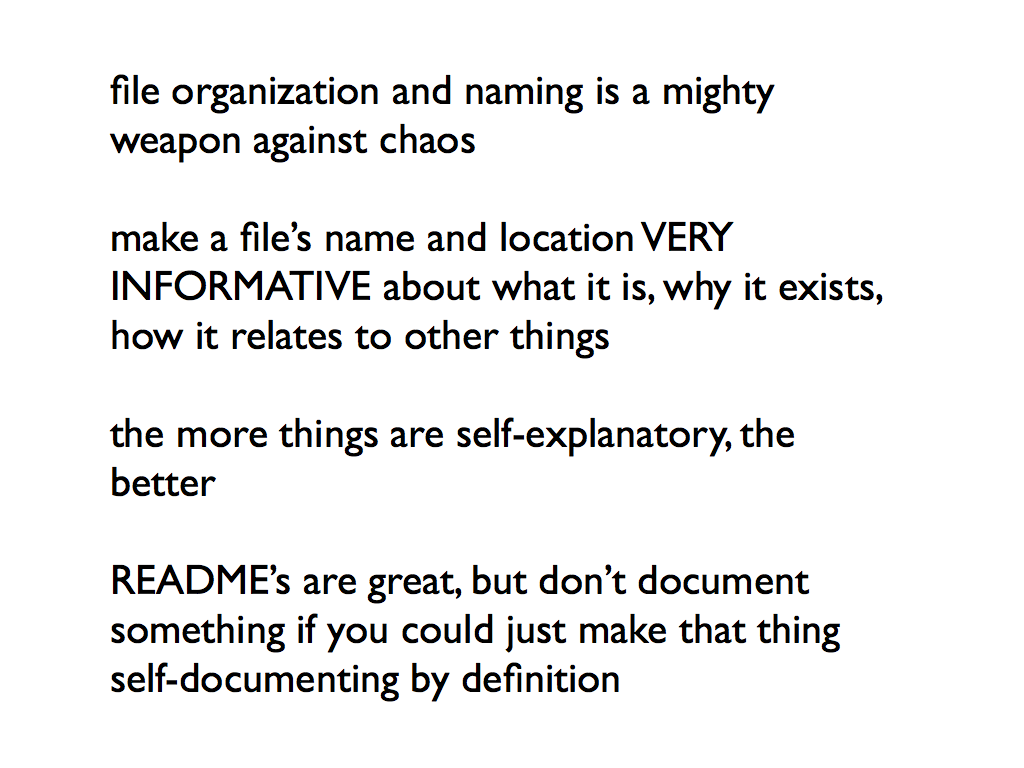 file organization and naming is a mighty
weapon against chaos
make a file’s name and location VERY
INFORMATIVE about what it is, why it exists,
how it relates to other things
the more things are self-explanatory, the
better
README’s are great, but don’t document
something if you could just make that thing
self-documenting by definition